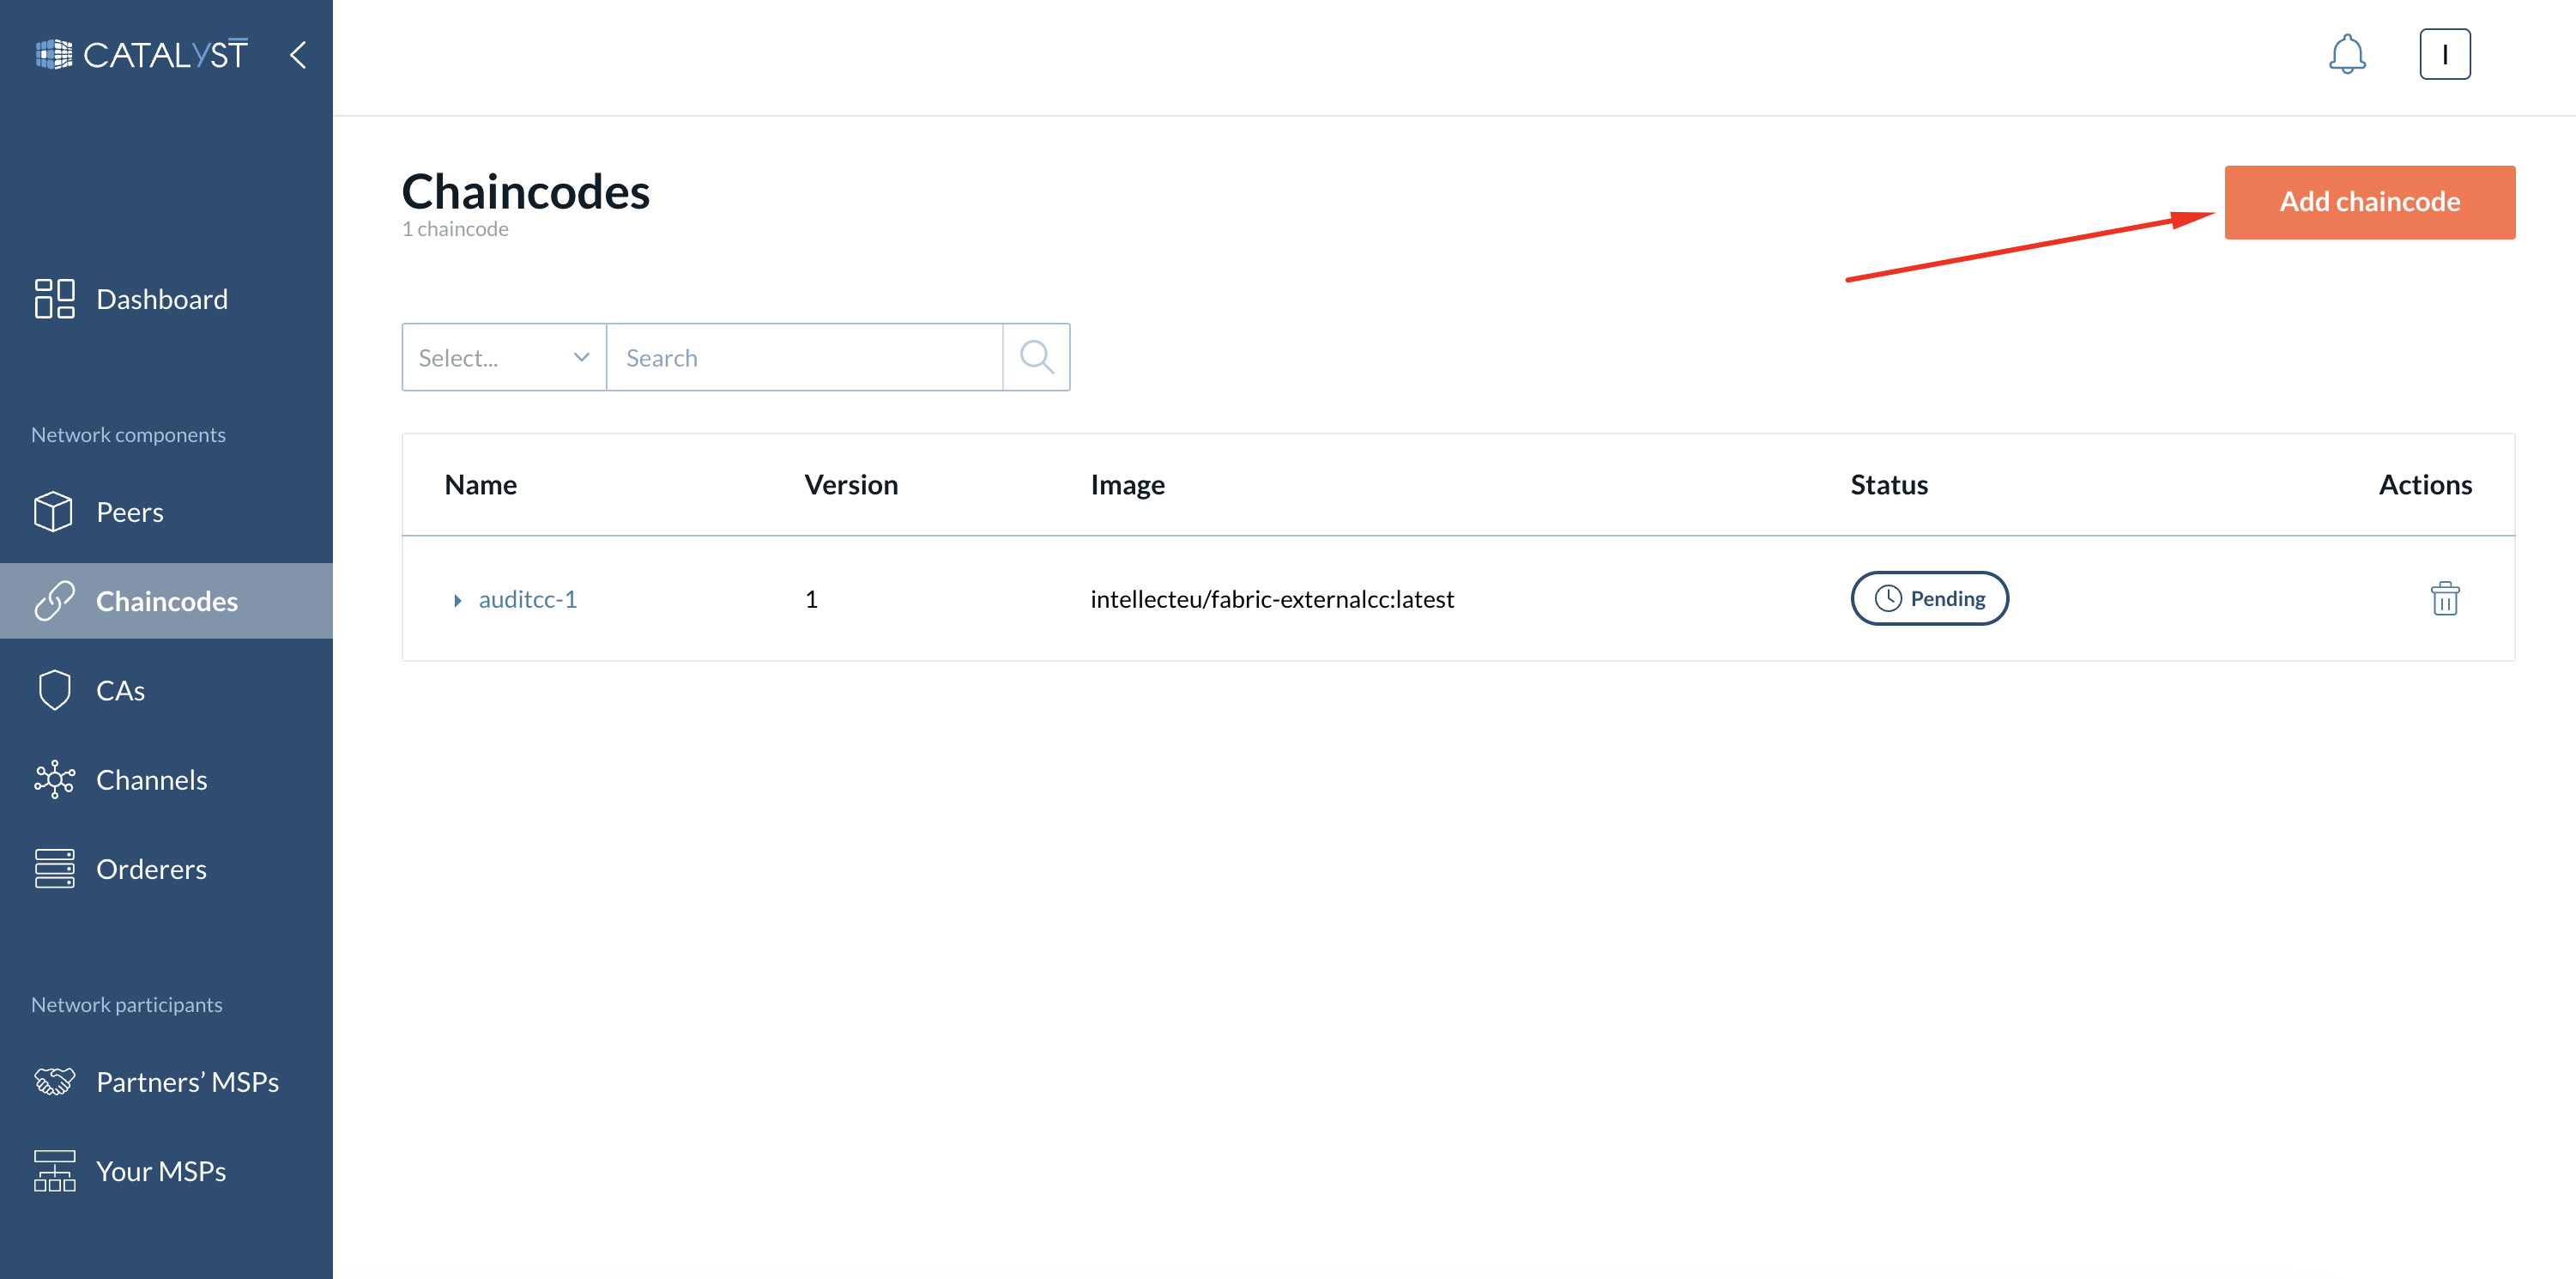 CATALYST
I
Chaincodes
1 chaincode
Add chaincode
Dashboard
Select...
Search
Network components
Name
Version
Image
Status
Actions
Peers
Chaincodes
auditcc-1
1
intellecteu/fabric-externalcc:latest
Pending
CAs
Channels
Orderers
Network participants
Partners’ MSPs
Your MSPs